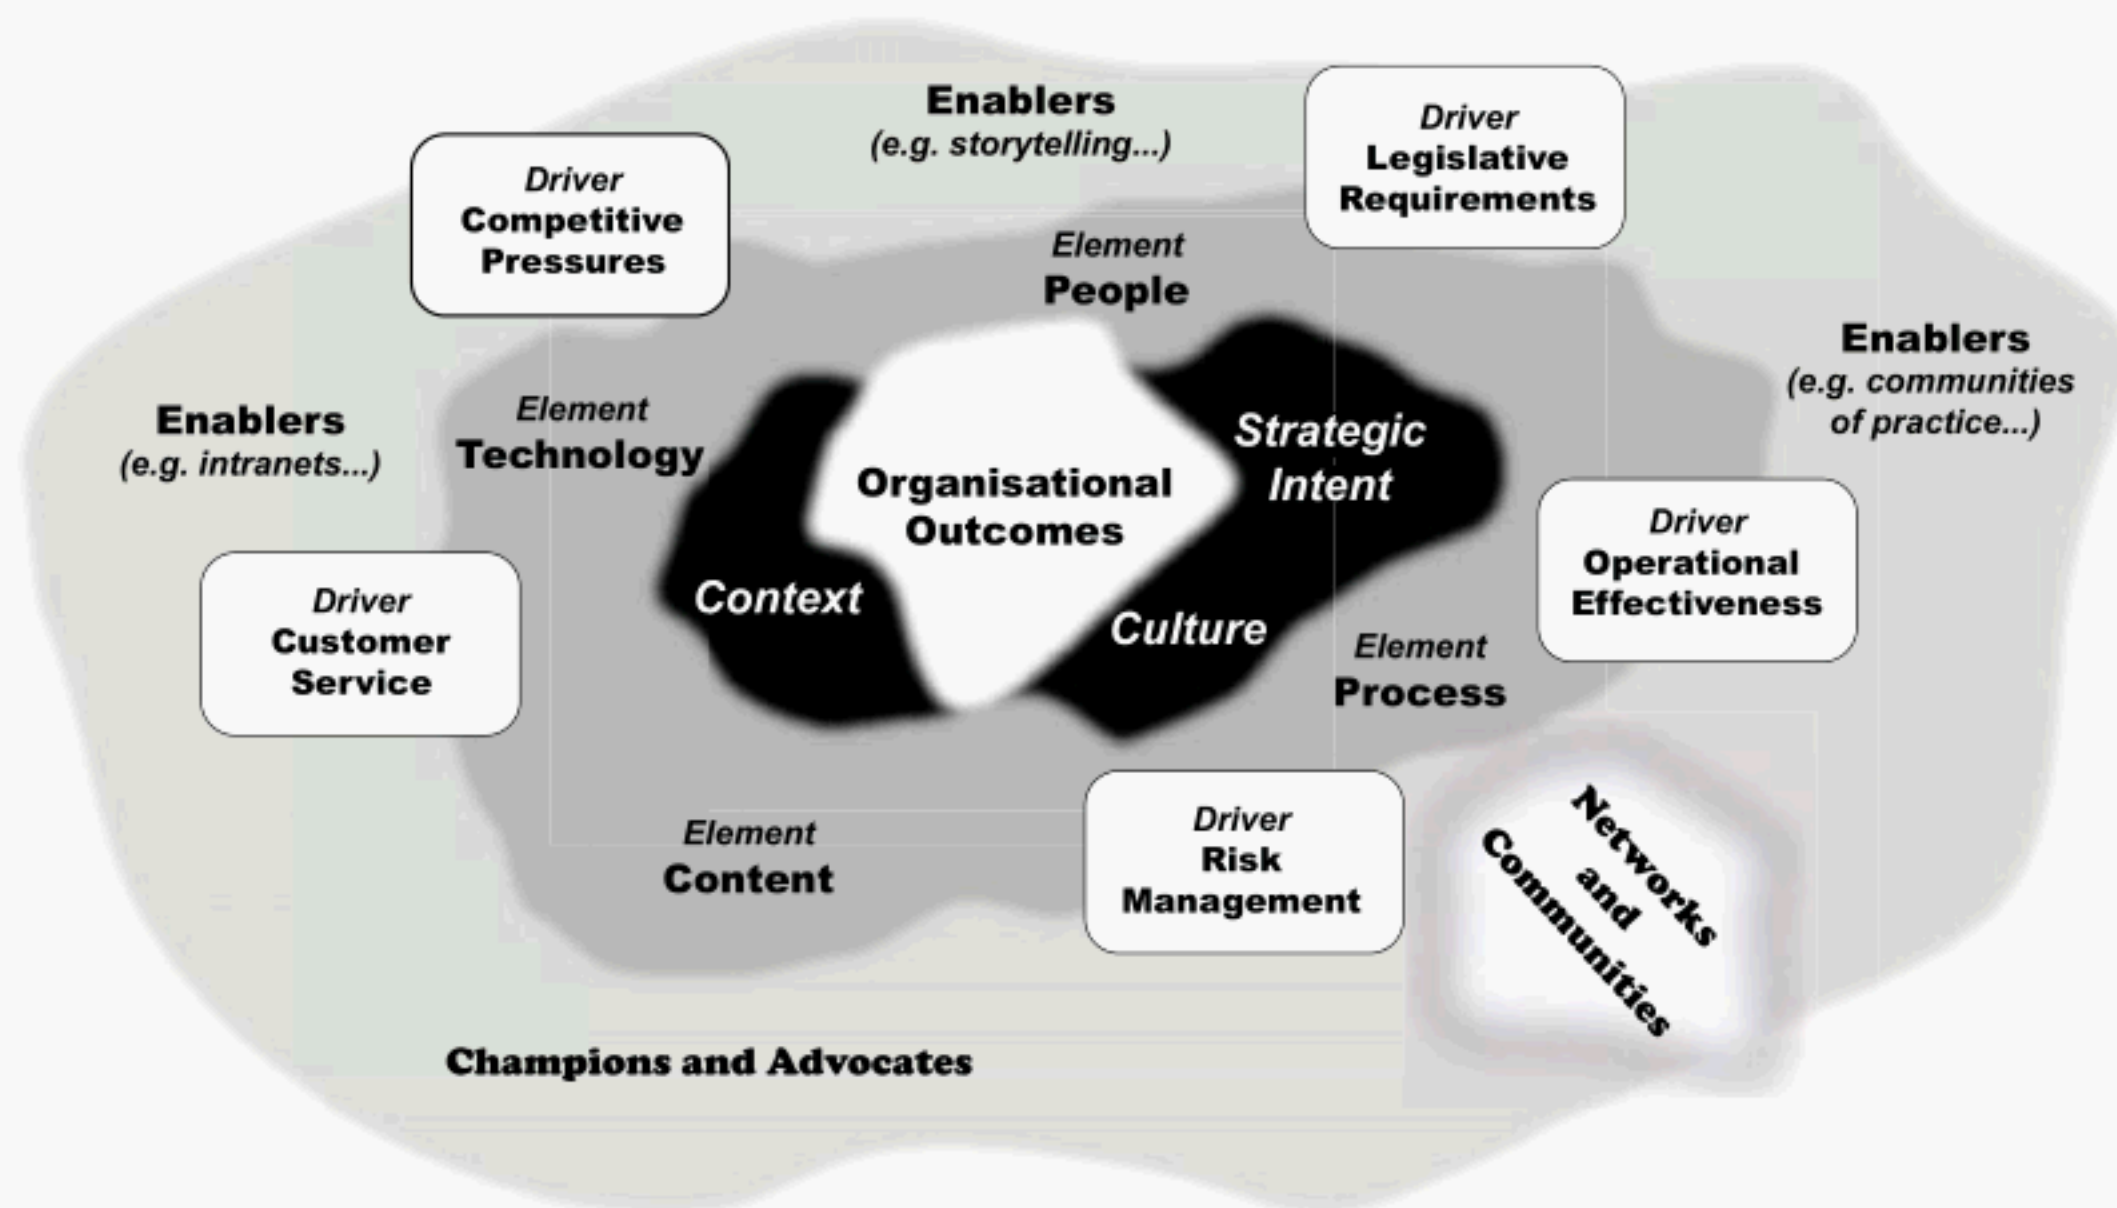 Enablers
(e.g. storytelling...)
Driver
Legislative
Requirements
Driver
Competitive
Pressures
Element
People
Enablers
(e.g. communities
of practice...)
Enablers
(e.g. intranets...)
Element
Technology
Strategic
Intent
Organisational
Outcomes
Context
Culture
Driver
Operational
Effectiveness
Driver
Customer
Service
Element
Process
Element
Content
Driver
Risk
Management
Networks
and
Communities
Champions and Advocates